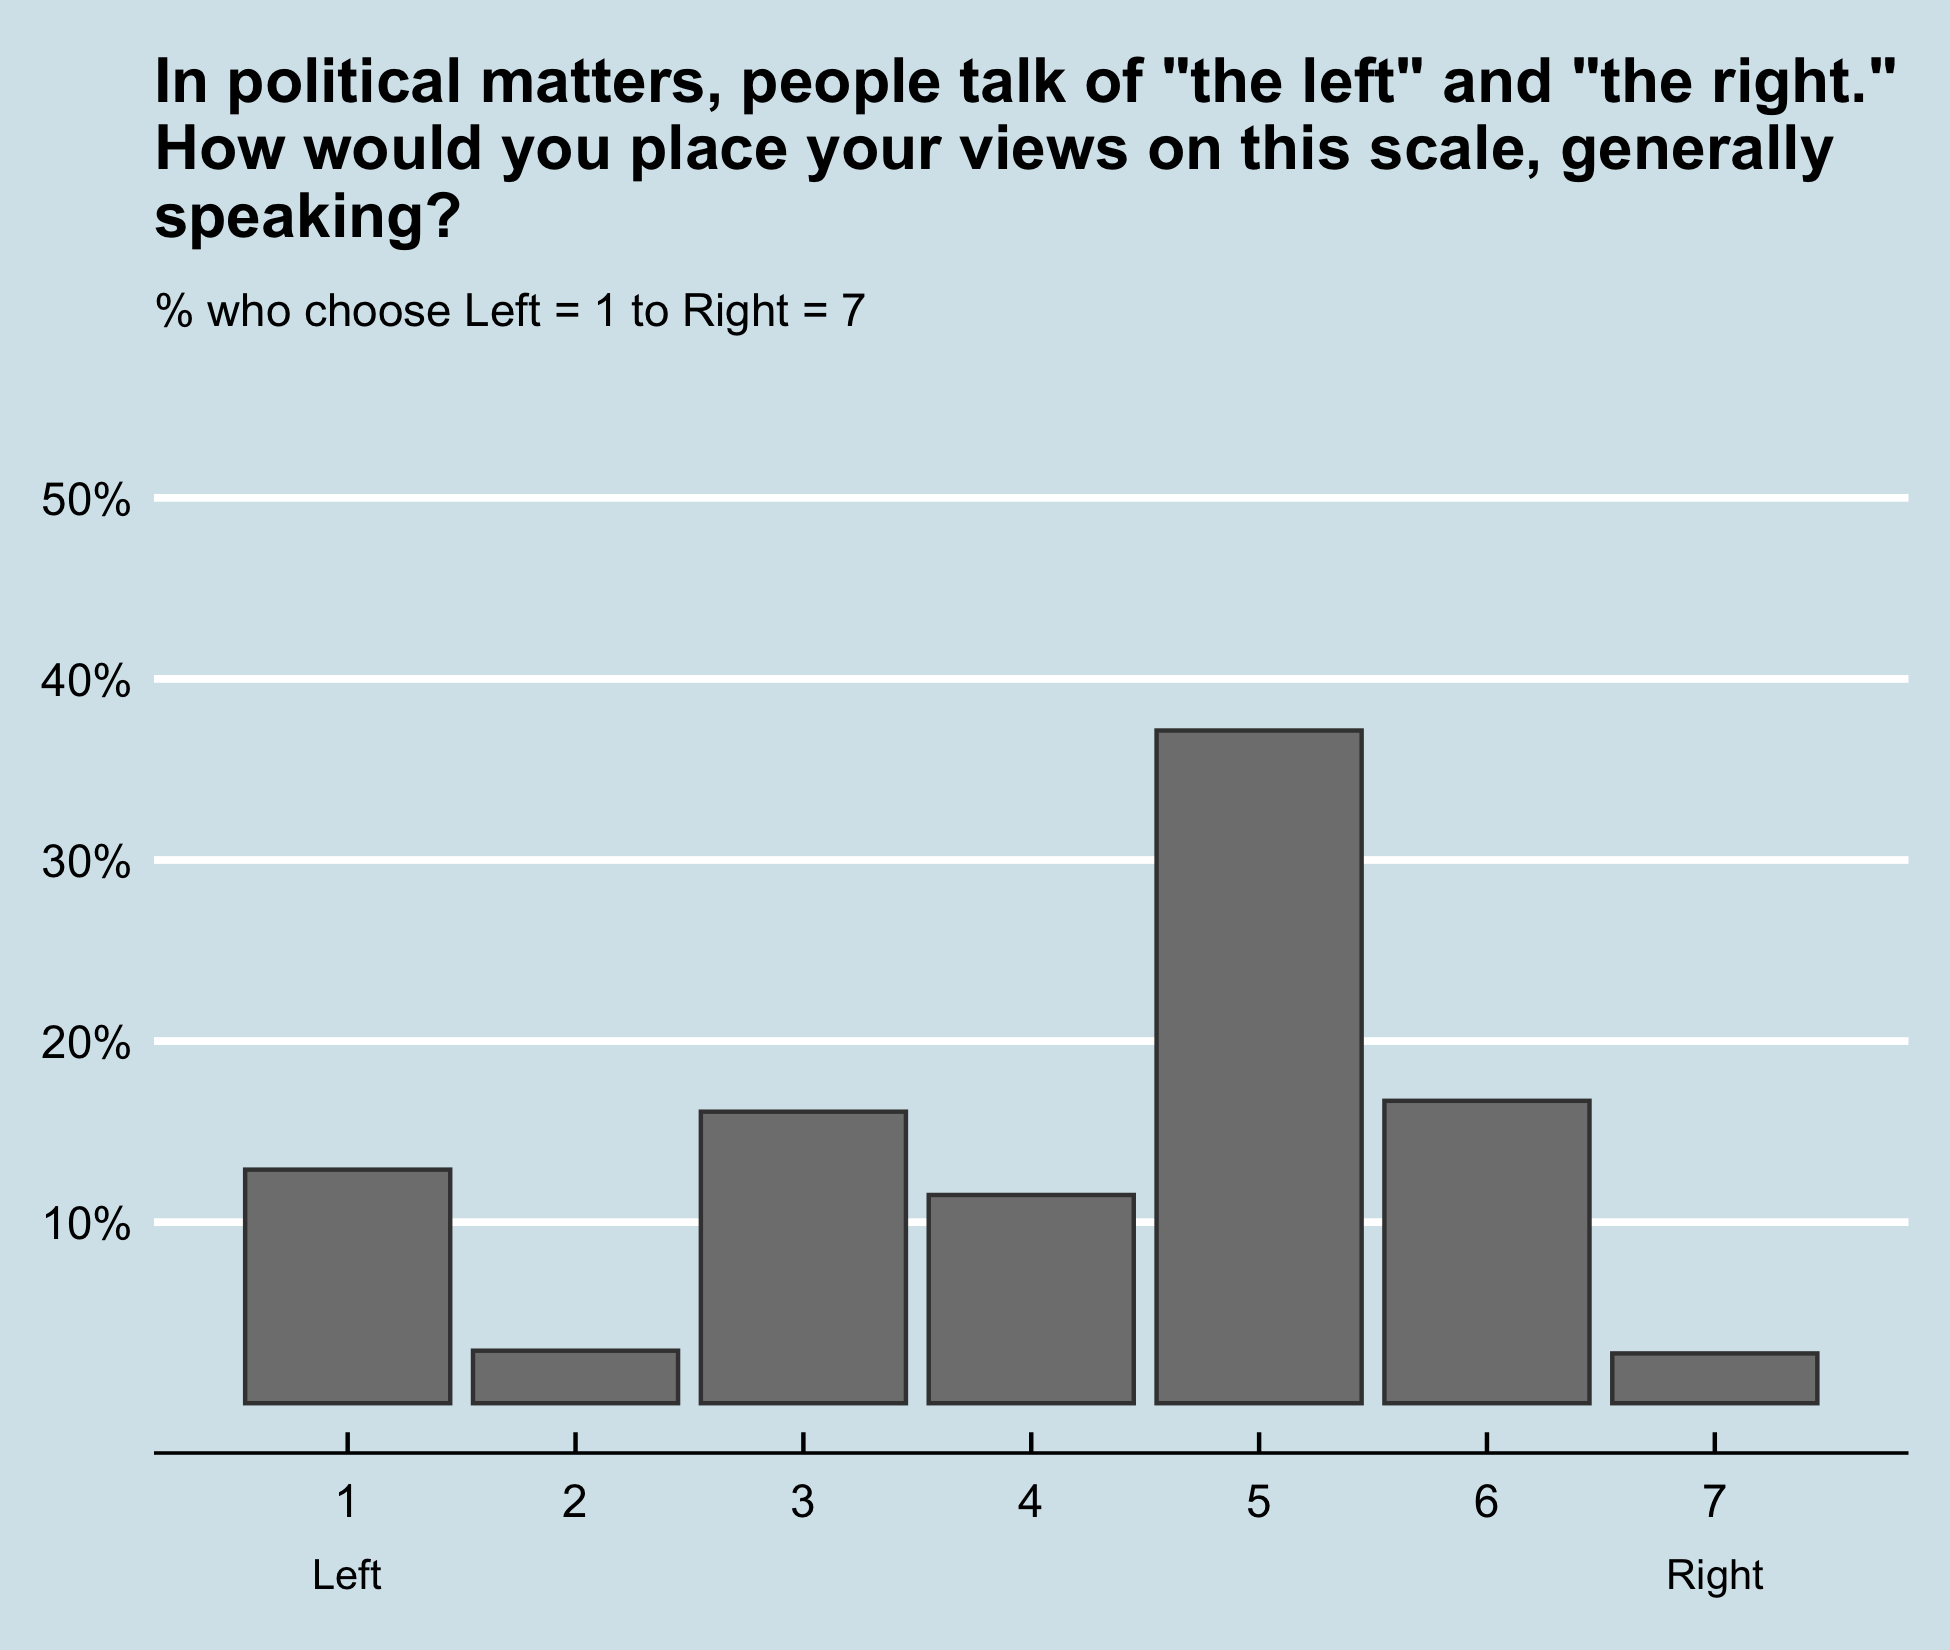 In political matters, people talk of "the left" and "the right."
How would you place your views on this scale, generally
speaking?
% who choose Left = 1 to Right = 7
50%
40%
30%
20%
10%
1 2 3 4 5 6 7
Left Right